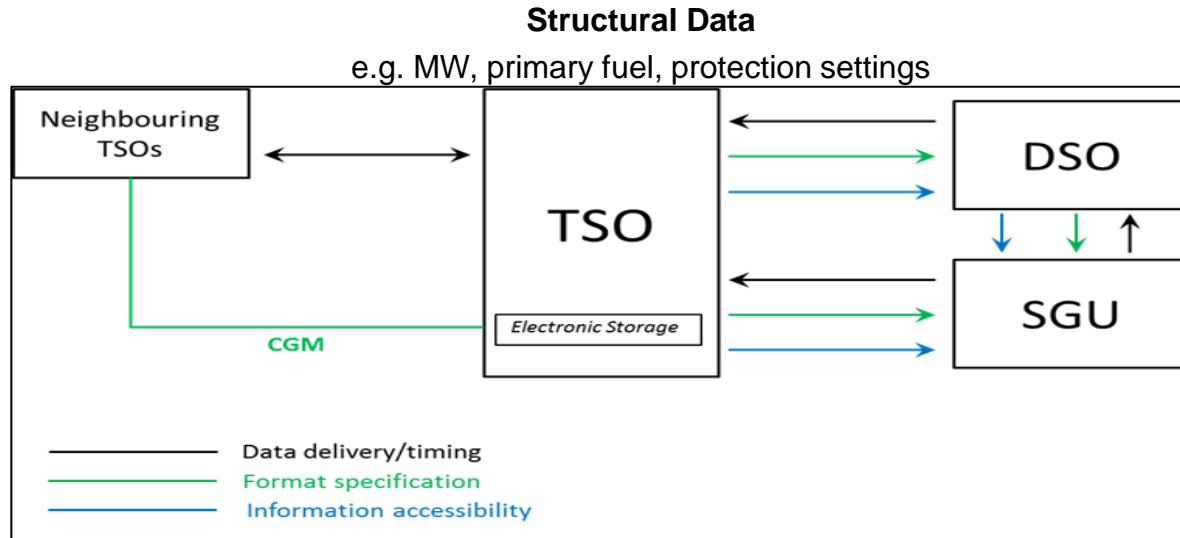 Structural Data
e.g. MW, primary fuel, protection settings
Neighbouring
TSOs
TSO
DSO
SGU
Electronic Storage
CGM
Data delivery/timing
Format specification
Information accessibility